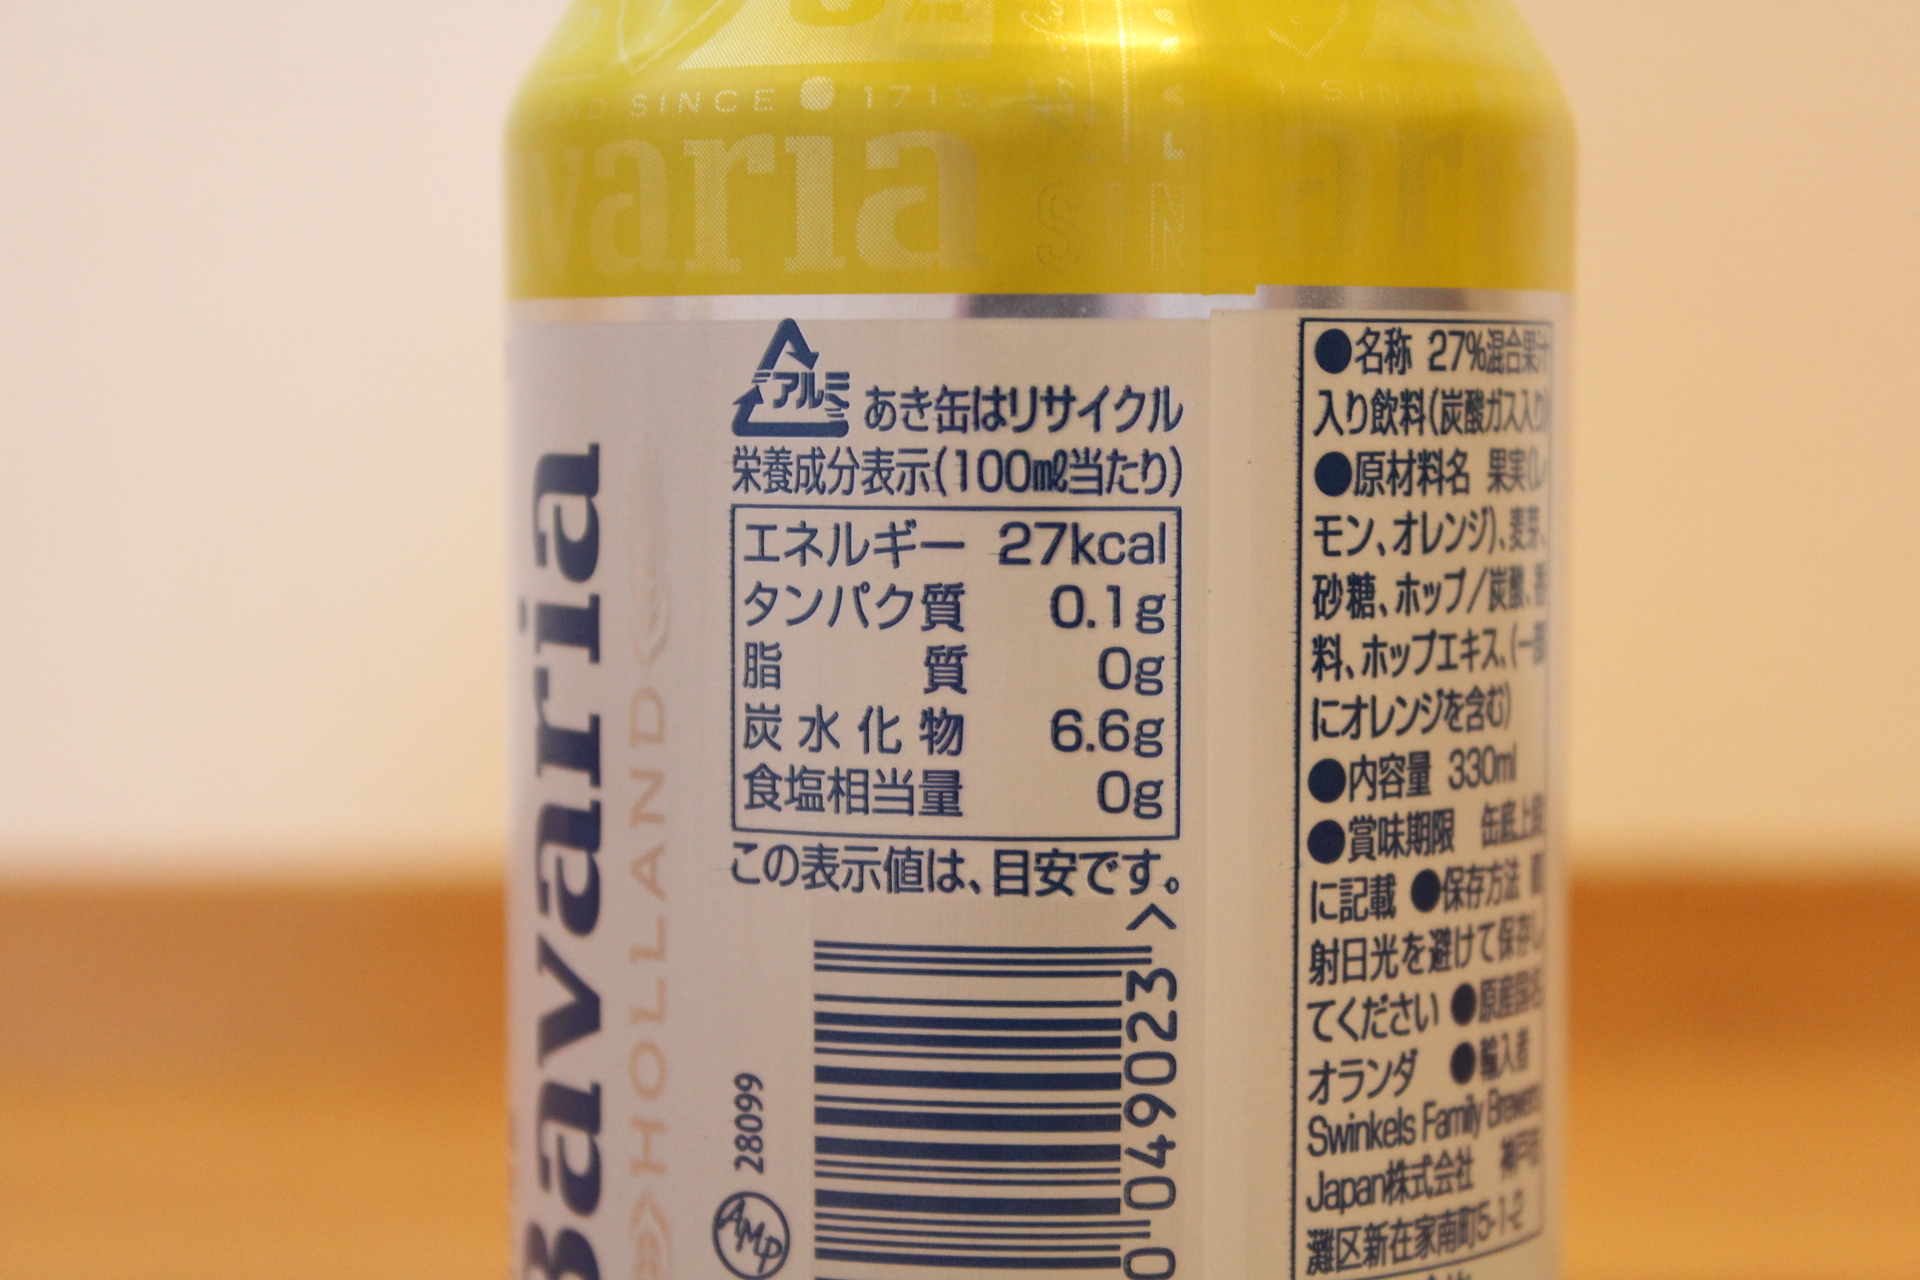 SINCE 1719
varia
Bavaria
HOLLAND
アルミ
あき缶はリサイクル
栄養成分表示(100㎖当たり)
エネルギー 27kcal
タンパク質 0.1g
脂質 0g
炭水化物 6.6g
食塩相当量 0g
この表示値は、目安です。
049023
28099
AMP
●名称 27%混合果汁
入り飲料(炭酸ガス入り)
●原材料名 果実(レ
モン、オレンジ)、麦芽、
砂糖、ホップ/炭酸、香
料、ホップエキス、(一部
にオレンジを含む)
●内容量 330ml
●賞味期限 缶底上段
に記載 ●保存方法
射日光を避けて保存し
てください ●原産国名
オランダ ●輸入者
Swinkels Family Brewers
Japan株式会社 神戸市
灘区新在家南町5-1-2